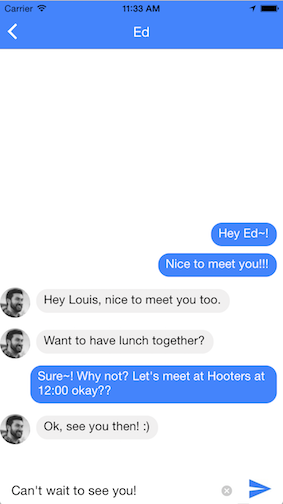 Carrier 11:33 AM
Ed
Hey Ed~!
Nice to meet you!!!
Hey Louis, nice to meet you too.
Want to have lunch together?
Sure~! Why not? Let's meet at Hooters at
12:00 okay??
Ok, see you then! :)
Can't wait to see you!